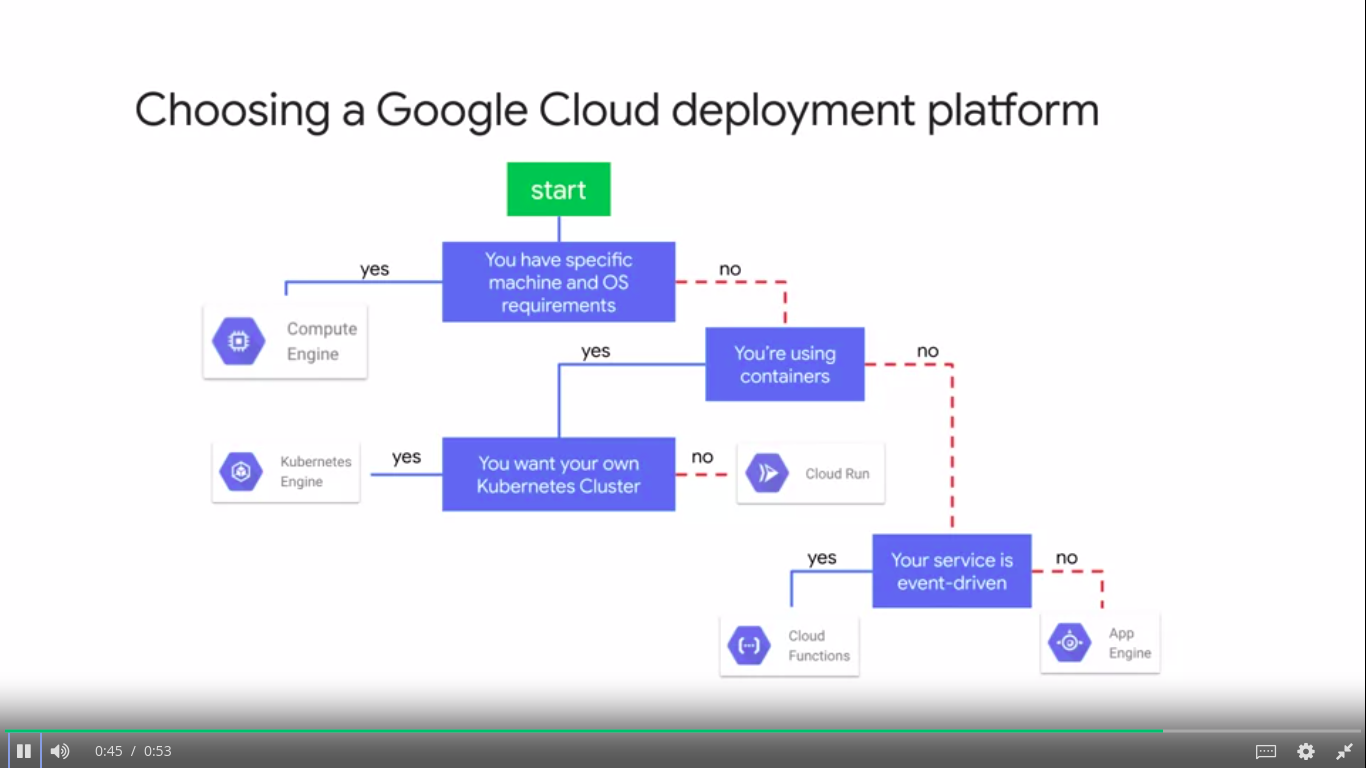 Choosing a Google Cloud deployment platform
start
You have specific
machine and OS
requirements
yes
no
Compute
Engine
You're using
containers
yes
no
You want your own
Kubernetes Cluster
yes
no
Kubernetes
Engine
Cloud Run
Your service is
event-driven
yes
no
Cloud
Functions
App
Engine
0:45 / 0:53